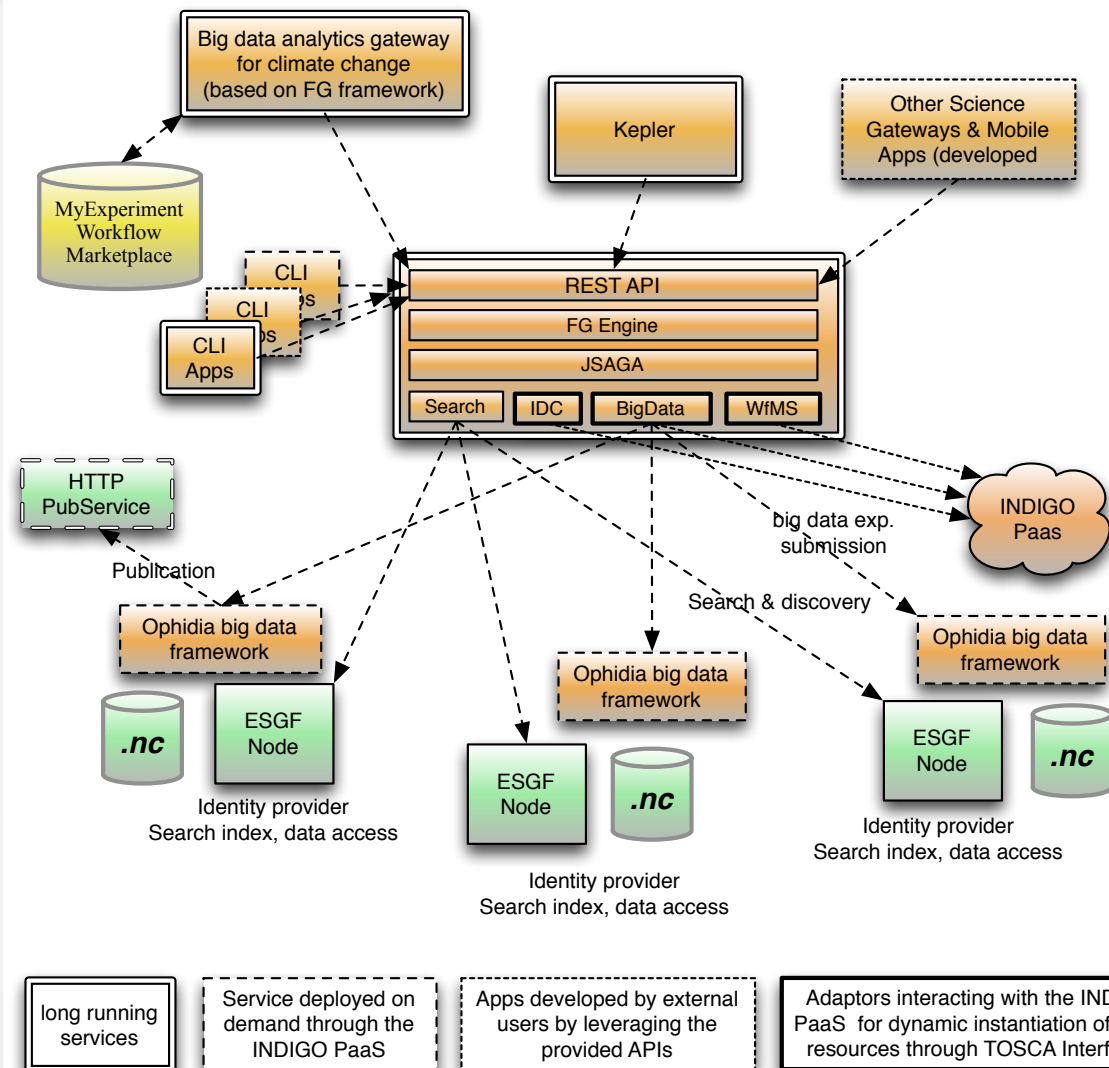 Big data analytics gateway
for climate change
(based on FG framework)
Kepler
Other Science
Gateways & Mobile
Apps (developed
MyExperiment
Workflow
Marketplace
CLI
ps
CLI
ps
CLI
Apps
REST API
FG Engine
JSAGA
Search
IDC
BigData
WfMS
HTTP
PubService
INDIGO
Paas
big data exp.
submission
Publication
Search & discovery
Ophidia big data
framework
Ophidia big data
framework
Ophidia big data
framework
.nc
ESGF
Node
ESGF
Node
.nc
ESGF
Node
.nc
Identity provider
Search index, data access
Identity provider
Search index, data access
Identity provider
Search index, data access
long running
services
Service deployed on
demand through the
INDIGO PaaS
Apps developed by external
users by leveraging the
provided APIs
Adaptors interacting with the
PaaS for dynamic instantiation of
resources through TOSCA